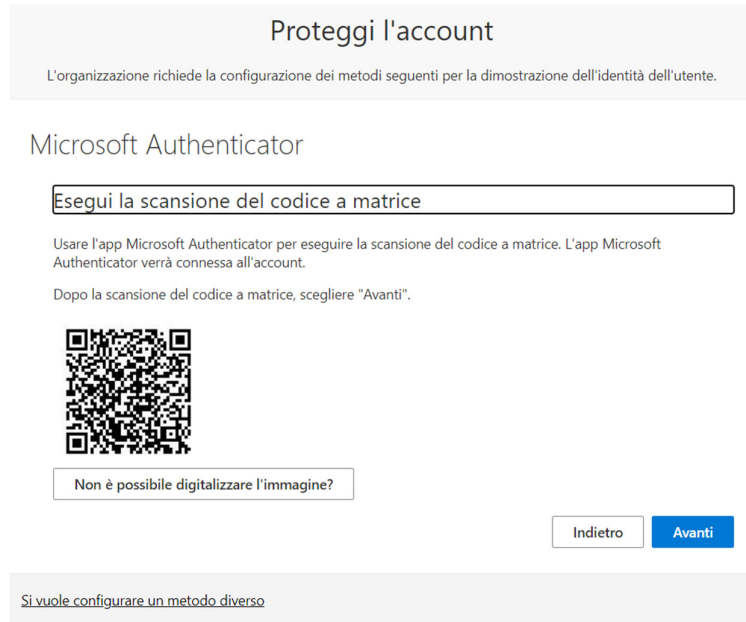 Proteggi l'account
L'organizzazione richiede la configurazione dei metodi seguenti per la dimostrazione dell'identità dell'utente.
Microsoft Authenticator
Esegui la scansione del codice a matrice
Usare l'app Microsoft Authenticator per eseguire la scansione del codice a matrice. L'app Microsoft
Authenticator verrà connessa all'account.
Dopo la scansione del codice a matrice, scegliere "Avanti".
Non è possibile digitalizzare l'immagine?
Indietro
Avanti
Si vuole configurare un metodo diverso